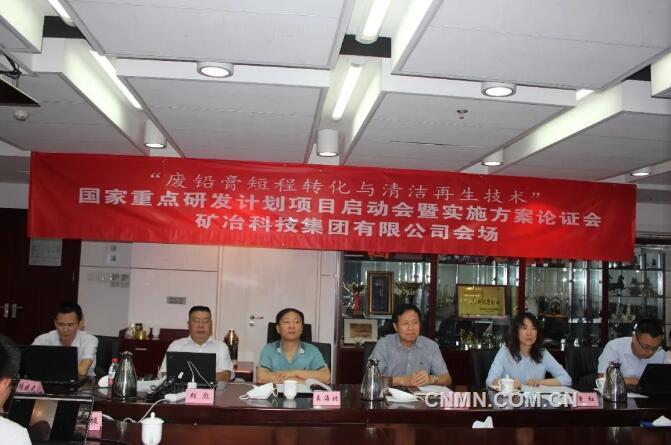 “废铅膏短程转化与清洁再生技术”
国家重点研发计划项目启动会暨实施方案论证会
矿冶科技集团有限公司会场
CNMN.COM.CN